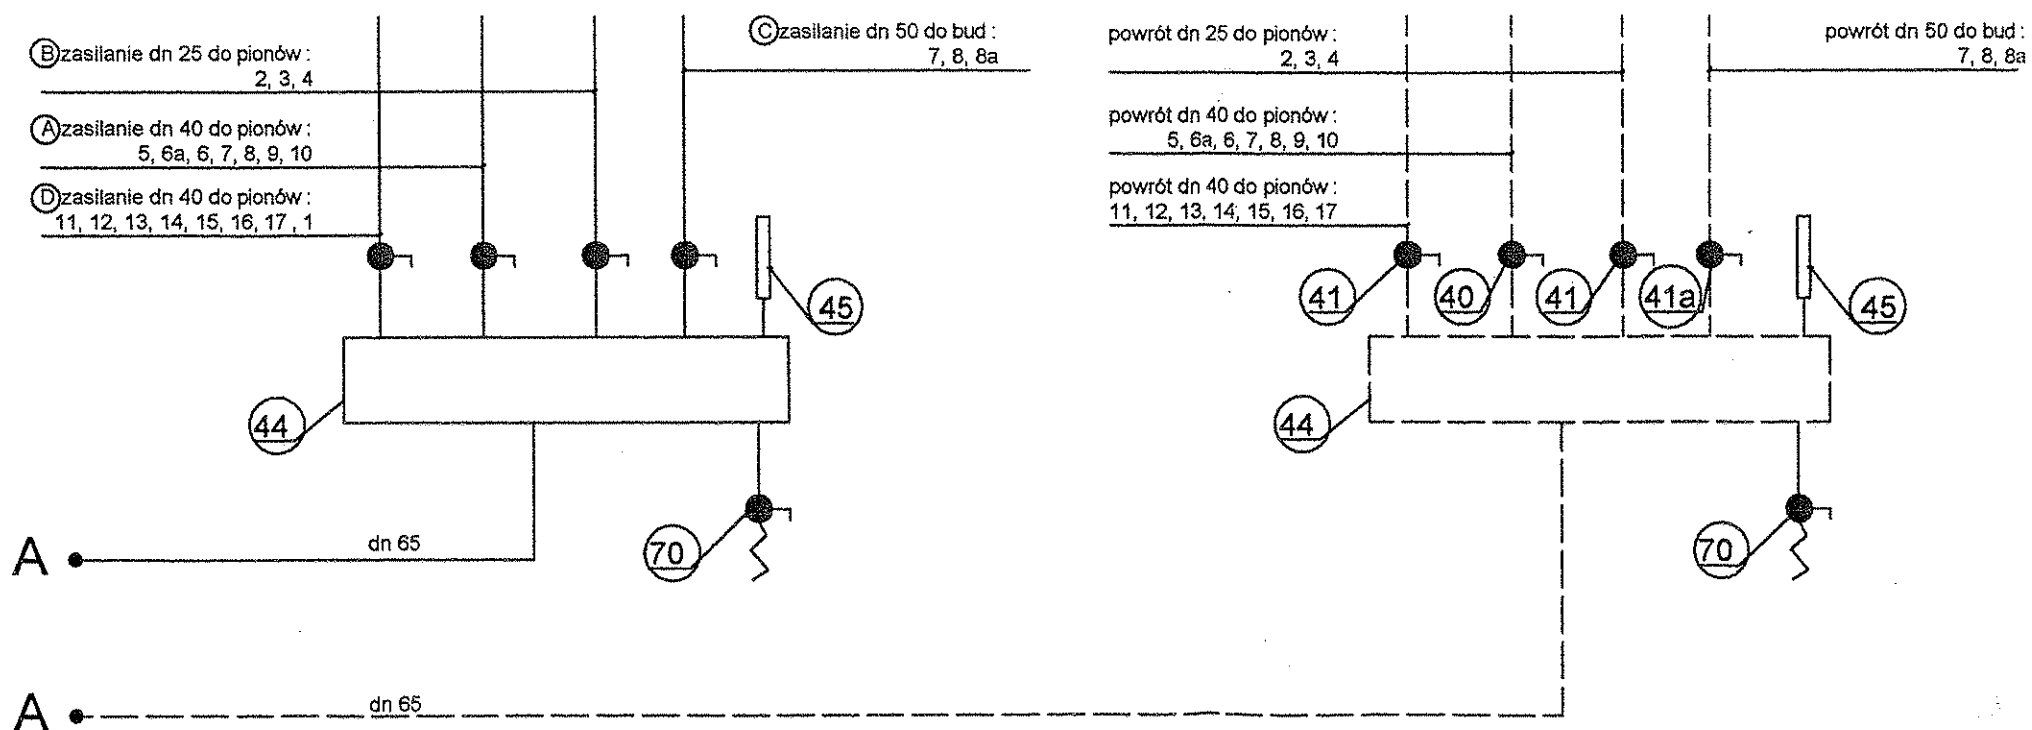 B zasilanie dn 25 do pionów :
2, 3, 4
A zasilanie dn 40 do pionów :
5, 6a, 6, 7, 8, 9, 10
D zasilanie dn 40 do pionów :
11, 12, 13, 14, 15, 16, 17 , 1
C zasilanie dn 50 do bud :
7, 8, 8a
45
44
70
A
dn 65
powrót dn 25 do pionów :
2, 3, 4
powrót dn 40 do pionów :
5, 6a, 6, 7, 8, 9, 10
powrót dn 40 do pionów :
11, 12, 13, 14, 15, 16, 17
powrót dn 50 do bud :
7, 8, 8a
41
40
41
41a
45
44
70
A
dn 65